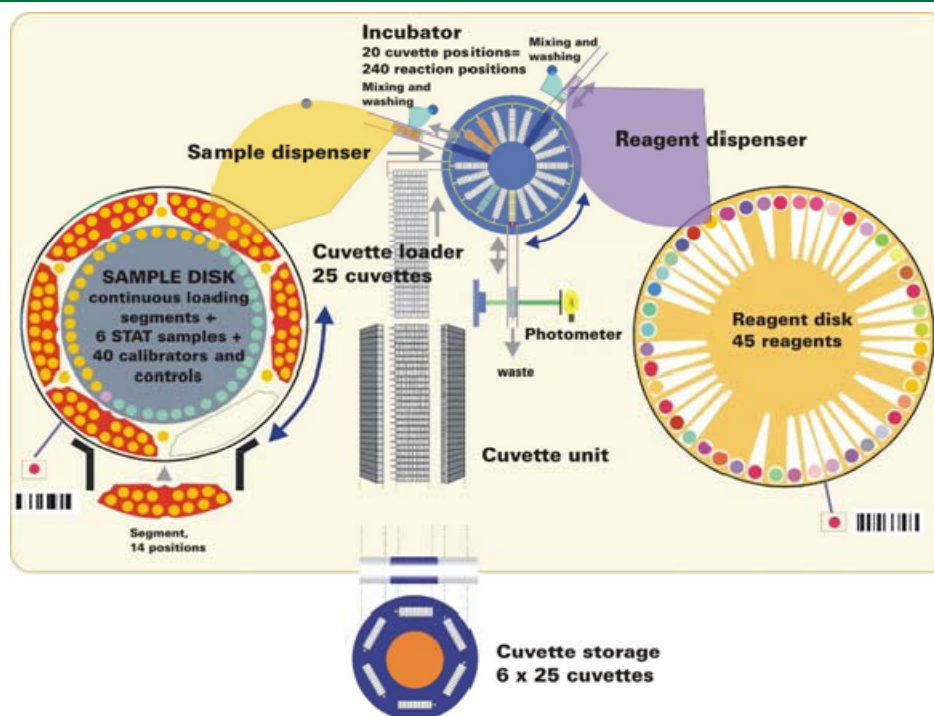 Incubator
20 cuvette positions=
240 reaction positions
Mixing and
washing
Mixing and
washing
Sample dispenser
Reagent dispenser
Cuvette loader
25 cuvettes
SAMPLE DISK
continuous loading
segments +
6 STAT samples +
40 calibrators and
controls
Photometer
waste
Reagent disk
45 reagents
Cuvette unit
Segment,
14 positions
Cuvette storage
6 x 25 cuvettes